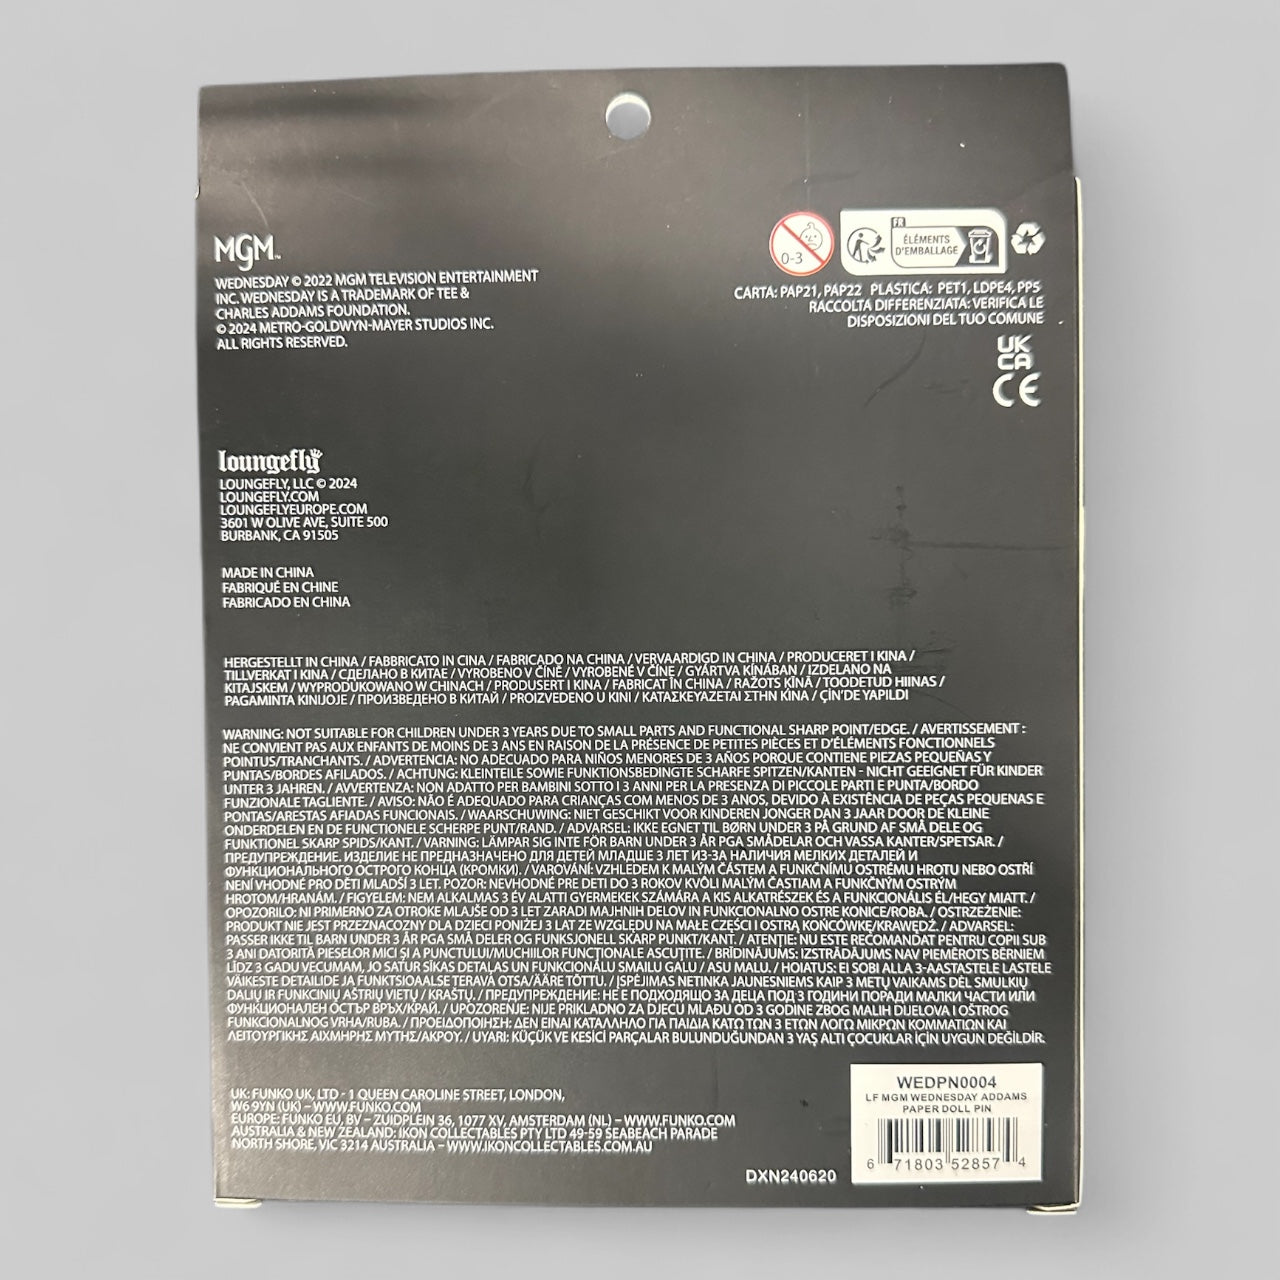 MGM™
WEDNESDAY © 2022 MGM TELEVISION ENTERTAINMENT
INC. WEDNESDAY IS A TRADEMARK OF TEE &
CHARLES ADDAMS FOUNDATION.
© 2024 METRO-GOLDWYN-MAYER STUDIOS INC.
ALL RIGHTS RESERVED.
0-3
FR
ÉLÉMENTS
D'EMBALLAGE
CARTA: PAP21, PAP22 PLASTICA: PET1, LDPE4, PP5
RACCOLTA DIFFERENZIATA: VERIFICA LE
DISPOSIZIONI DEL TUO COMUNE
UK
CA
CE
loungefly
LOUNGEFLY, LLC © 2024
LOUNGEFLY.COM
LOUNGEFLYEUROPE.COM
3601 W OLIVE AVE, SUITE 500
BURBANK, CA 91505
MADE IN CHINA
FABRIQUÉ EN CHINE
FABRICADO EN CHINA
HERGESTELLT IN CHINA / FABBRICATO IN CINA / FABRICADO NA CHINA / VERVAARDIGD IN CHINA / PRODUCERET I KINA /
TILLVERKAT I KINA / СДЕЛАНО В КИТАЕ / VYROBENO V ČÍNĚ / VYROBENÉ V ČÍNE / GYÁRTVA KÍNÁBAN / IZDELANO NA
KITAJSKEM / WYPRODUKOWANO W CHINACH / PRODUSERT I KINA / FABRICAT ÎN CHINA / RAŽOTS ĶĪNĀ / TOODETUD HIINAS /
PAGAMINTA KINIJOJE / ПРОИЗВЕДЕНО В КИТАЙ / PROIZVEDENO U KINI / ΚΑΤΑΣΚΕΥΑΖΕΤΑΙ ΣΤΗΝ ΚΙΝΑ / ÇİN'DE YAPILDI
WARNING: NOT SUITABLE FOR CHILDREN UNDER 3 YEARS DUE TO SMALL PARTS AND FUNCTIONAL SHARP POINT/EDGE. / AVERTISSEMENT :
NE CONVIENT PAS AUX ENFANTS DE MOINS DE 3 ANS EN RAISON DE LA PRÉSENCE DE PETITES PIÈCES ET D'ÉLÉMENTS FONCTIONNELS
POINTUS/TRANCHANTS. / ADVERTENCIA: NO ADECUADO PARA NIÑOS MENORES DE 3 AÑOS PORQUE CONTIENE PIEZAS PEQUEÑAS Y
PUNTAS/BORDES AFILADOS. / ACHTUNG: KLEINTEILE SOWIE FUNKTIONSBEDINGTE SCHARFE SPITZEN/KANTEN - NICHT GEEIGNET FÜR KINDER
UNTER 3 JAHREN. / AVVERTENZA: NON ADATTO PER BAMBINI SOTTO I 3 ANNI PER LA PRESENZA DI PICCOLE PARTI E PUNTA/BORDO
FUNZIONALE TAGLIENTE. / AVISO: NÃO É ADEQUADO PARA CRIANÇAS COM MENOS DE 3 ANOS, DEVIDO À EXISTÊNCIA DE PEÇAS PEQUENAS E
PONTAS/ARESTAS AFIADAS FUNCIONAIS. / WAARSCHUWING: NIET GESCHIKT VOOR KINDEREN JONGER DAN 3 JAAR DOOR DE KLEINE
ONDERDELEN EN DE FUNCTIONELE SCHERPE PUNT/RAND. / ADVARSEL: IKKE EGNET TIL BØRN UNDER 3 PÅ GRUND AF SMÅ DELE OG
FUNKTIONEL SKARP SPIDS/KANT. / VARNING: LÄMPAR SIG INTE FÖR BARN UNDER 3 ÅR PGA SMÅDELAR OCH VASSA KANTER/SPETSAR. /
ПРЕДУПРЕЖДЕНИЕ. ИЗДЕЛИЕ НЕ ПРЕДНАЗНАЧЕНО ДЛЯ ДЕТЕЙ МЛАДШЕ 3 ЛЕТ ИЗ-ЗА НАЛИЧИЯ МЕЛКИХ ДЕТАЛЕЙ И
ФУНКЦИОНАЛЬНОГО ОСТРОГО КОНЦА (КРОМКИ). / VAROVÁNÍ: VZHLEDEM K MALÝM ČÁSTEM A FUNKČNÍMU OSTRÉMU HROTU NEBO OSTŘÍ
NENÍ VHODNÉ PRO DĚTI MLADŠÍ 3 LET. POZOR: NEVHODNÉ PRE DETI DO 3 ROKOV KVÔLI MALÝM ČASTIAM A FUNKČNÝM OSTRÝM
HROTOM/HRANÁM. / FIGYELEM: NEM ALKALMAS 3 ÉV ALATTI GYERMEKEK SZÁMÁRA A KIS ALKATRÉSZEK ÉS A FUNKCIONÁLIS ÉL/HEGY MIATT. /
OPOZORILO: NI PRIMERNO ZA OTROKE MLAJŠE OD 3 LET ZARADI MAJHNIH DELOV IN FUNKCIONALNO OSTRE KONICE/ROBA. / OSTRZEŻENIE:
PRODUKT NIE JEST PRZEZNACZONY DLA DZIECI PONIŻEJ 3 LAT ZE WZGLĘDU NA MAŁE CZĘŚCI I OSTRĄ KOŃCÓWKĘ/KRAWĘDŹ. / ADVARSEL:
PASSER IKKE TIL BARN UNDER 3 ÅR PGA SMÅ DELER OG FUNKSJONELL SKARP PUNKT/KANT. / ATENȚIE: NU ESTE RECOMANDAT PENTRU COPII SUB
3 ANI DATORITĂ PIESELOR MICI ȘI A PUNCTULUI/MUCHIILOR FUNCȚIONALE ASCUȚITE. / BRĪDINĀJUMS: IZSTRĀDĀJUMS NAV PIEMĒROTS BĒRNIEM
LĪDZ 3 GADU VECUMAM, JO SATUR SĪKAS DETAĻAS UN FUNKCIONĀLU SMAILU GALU / ASU MALU. / HOIATUS: EI SOBI ALLA 3-AASTASTELE LASTELE
VÄIKESTE DETAILIDE JA FUNKTSIOAALSE TERAVA OTSA/ÄÄRE TÕTTU. / ĮSPĖJIMAS NETINKA JAUNESNIEMS KAIP 3 METŲ VAIKAMS DĖL SMULKIŲ
DALIŲ IR FUNKCINIŲ AŠTRIŲ VIETŲ / KRAŠTŲ. / ПРЕДУПРЕЖДЕНИЕ: НЕ Е ПОДХОДЯЩО ЗА ДЕЦА ПОД 3 ГОДИНИ ПОРАДИ МАЛКИ ЧАСТИ ИЛИ
ФУНКЦИОНАЛЕН ОСТЪР ВРЪХ/КРАЙ. / UPOZORENJE: NIJE PRIKLADNO ZA DJECU MLAĐU OD 3 GODINE ZBOG MALIH DIJELOVA I OŠTROG
FUNKCIONALNOG VRHA/RUBA. / ΠΡΟΕΙΔΟΠΟΙΗΣΗ: ΔΕΝ ΕΙΝΑΙ ΚΑΤΑΛΛΗΛΟ ΓΙΑ ΠΑΙΔΙΑ ΚΑΤΩ ΤΩΝ 3 ΕΤΩΝ ΛΟΓΩ ΜΙΚΡΩΝ ΚΟΜΜΑΤΙΩΝ ΚΑΙ
ΛΕΙΤΟΥΡΓΙΚΗΣ ΑΙΧΜΗΡΗΣ ΜΥΤΗΣ/ΑΚΡΟΥ. / UYARI: KÜÇÜK VE KESİCİ PARÇALAR BULUNDUĞUNDAN 3 YAŞ ALTI ÇOCUKLAR İÇİN UYGUN DEĞİLDİR.
UK: FUNKO UK, LTD - 1 QUEEN CAROLINE STREET, LONDON,
W6 9YN (UK) – WWW.FUNKO.COM
EUROPE: FUNKO EU, BV – ZUIDPLEIN 36, 1077 XV, AMSTERDAM (NL) – WWW.FUNKO.COM
AUSTRALIA & NEW ZEALAND: IKON COLLECTABLES PTY LTD 49-59 SEABEACH PARADE
NORTH SHORE, VIC 3214 AUSTRALIA – WWW.IKONCOLLECTABLES.COM.AU
DXN240620
WEDPN0004
LF MGM WEDNESDAY ADDAMS
PAPER DOLL PIN
6 71803 52857 4